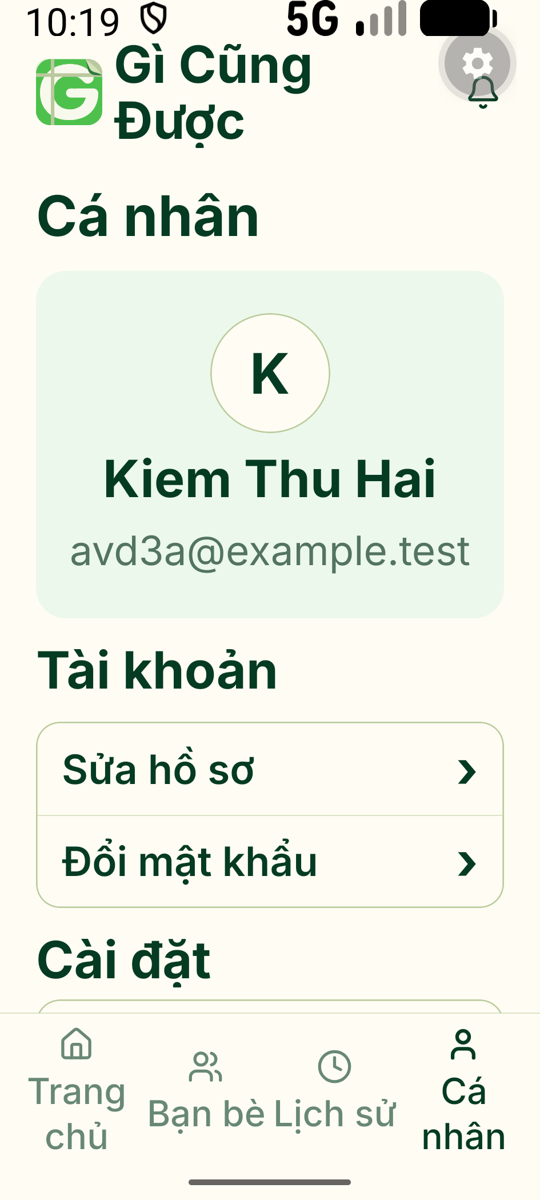 10:19
5G
Gì Cũng
Được
Cá nhân
K
Kiem Thu Hai
avd3a@example.test
Tài khoản
Sửa hồ sơ
Đổi mật khẩu
Cài đặt
Trang chủ
Bạn bè
Lịch sử
Cá nhân